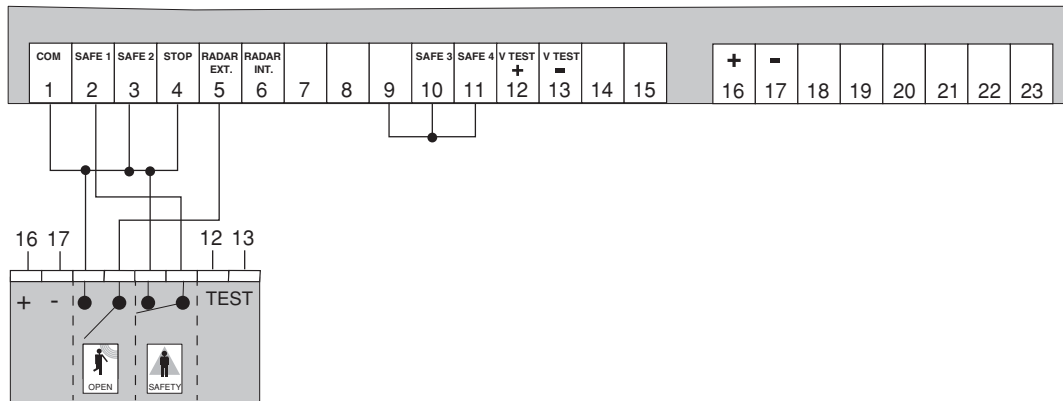 COM SAFE 1 SAFE 2 STOP RADAR EXT. RADAR INT. SAFE 3 SAFE 4 V TEST + V TEST -
1 2 3 4 5 6 7 8 9 10 11 12 13 14 15
+ -
16 17 18 19 20 21 22 23
16 17 12 13
+ - TEST
OPEN SAFETY